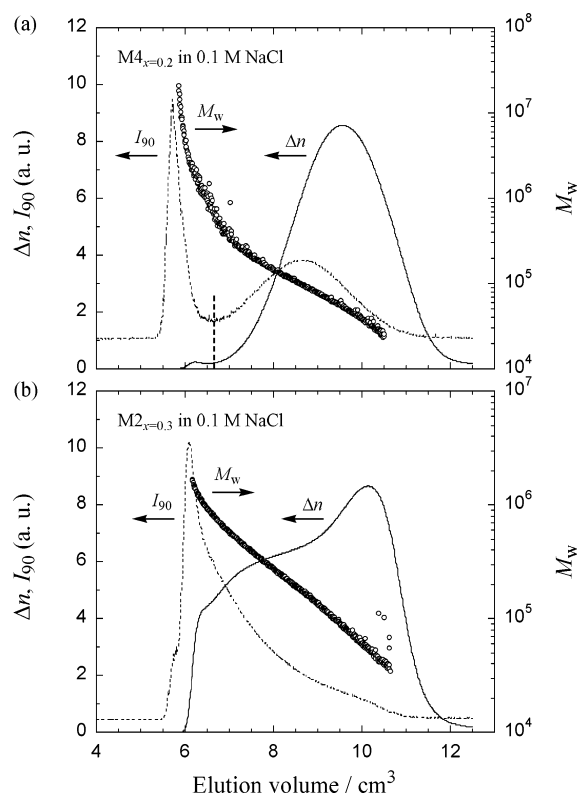 (a)
M4x=0.2 in 0.1 M NaCl
I90
Mw
Δn
Δn, I90 (a. u.)
Mw
12
10
8
6
4
2
0
10^8
10^7
10^6
10^5
10^4
(b)
M2x=0.3 in 0.1 M NaCl
I90
Mw
Δn
Δn, I90 (a. u.)
Mw
12
10
8
6
4
2
0
10^7
10^6
10^5
10^4
4 6 8 10 12
Elution volume / cm^3